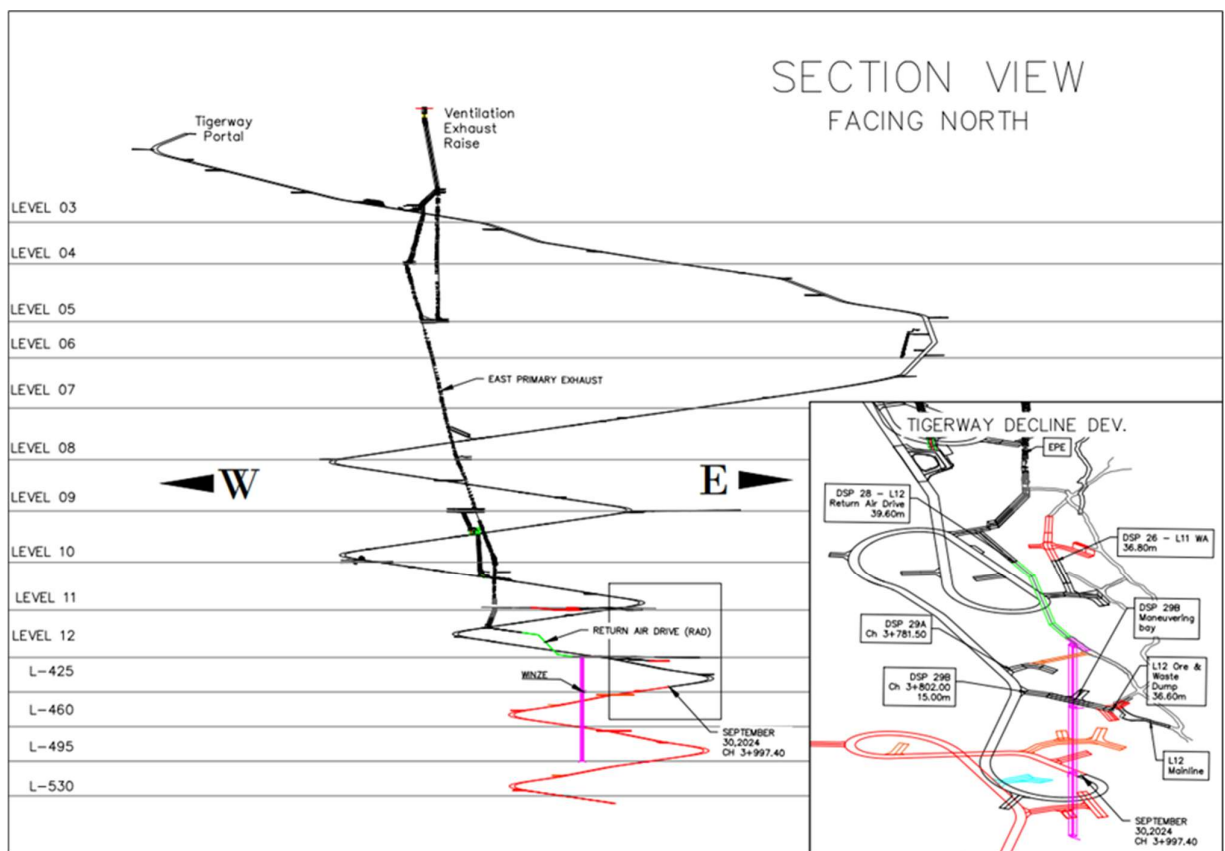 SECTION VIEW
FACING NORTH
Tigerway
Portal
Ventilation
Exhaust
Raise
LEVEL 03
LEVEL 04
LEVEL 05
LEVEL 06
LEVEL 07
EAST PRIMARY EXHAUST
LEVEL 08
W
E
LEVEL 09
LEVEL 10
LEVEL 11
LEVEL 12
RETURN AIR DRIVE (RAD)
L-425
WINZE
L-460
L-495
SEPTEMBER
30,2024
CH 3+997.40
L-530
TIGERWAY DECLINE DEV.
EPE
DSP 28 - L12
Return Air Drive
39.60m
DSP 26 - L11 WA
36.80m
DSP 29A
Ch 3+781.50
DSP 29B
Maneuvering
bay
DSP 29B
Ch 3+802.00
15.00m
L12 Ore &
Waste
Dump
36.60m
L12
Mainline
SEPTEMBER
30,2024
CH 3+997.40